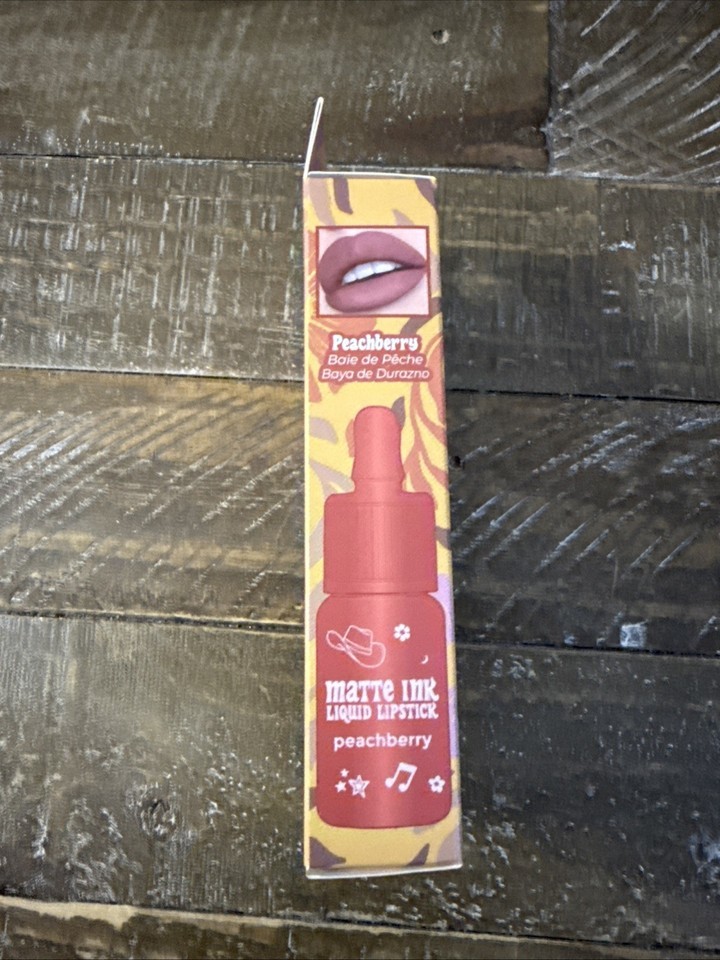 Peachberry
Baie de Pêche
Baya de Durazno
matte ink
LIQUID LIPSTICK
peachberry